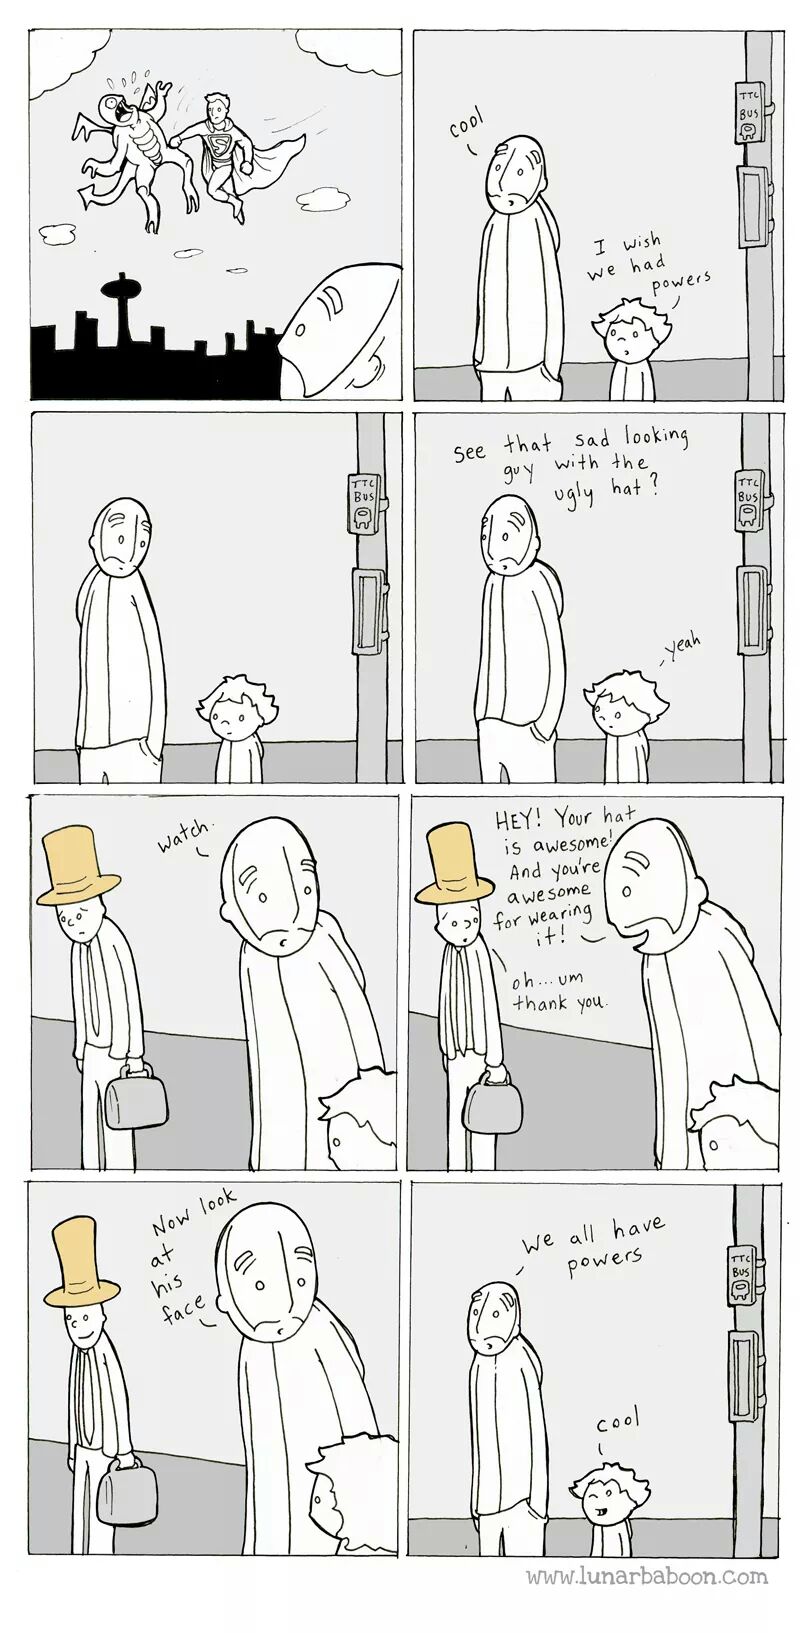 S
cool
I wish
we had
powers
TTC
BUS
TTC
BUS
See that sad looking
guy with the
ugly hat?
yeah
TTC
BUS
watch.
HEY! Your hat
is awesome!
And you're
awesome
for wearing
it!
oh... um
thank you.
Now look
at
his
face
We all have
powers
cool
TTC
BUS
www.lunarbaboon.com